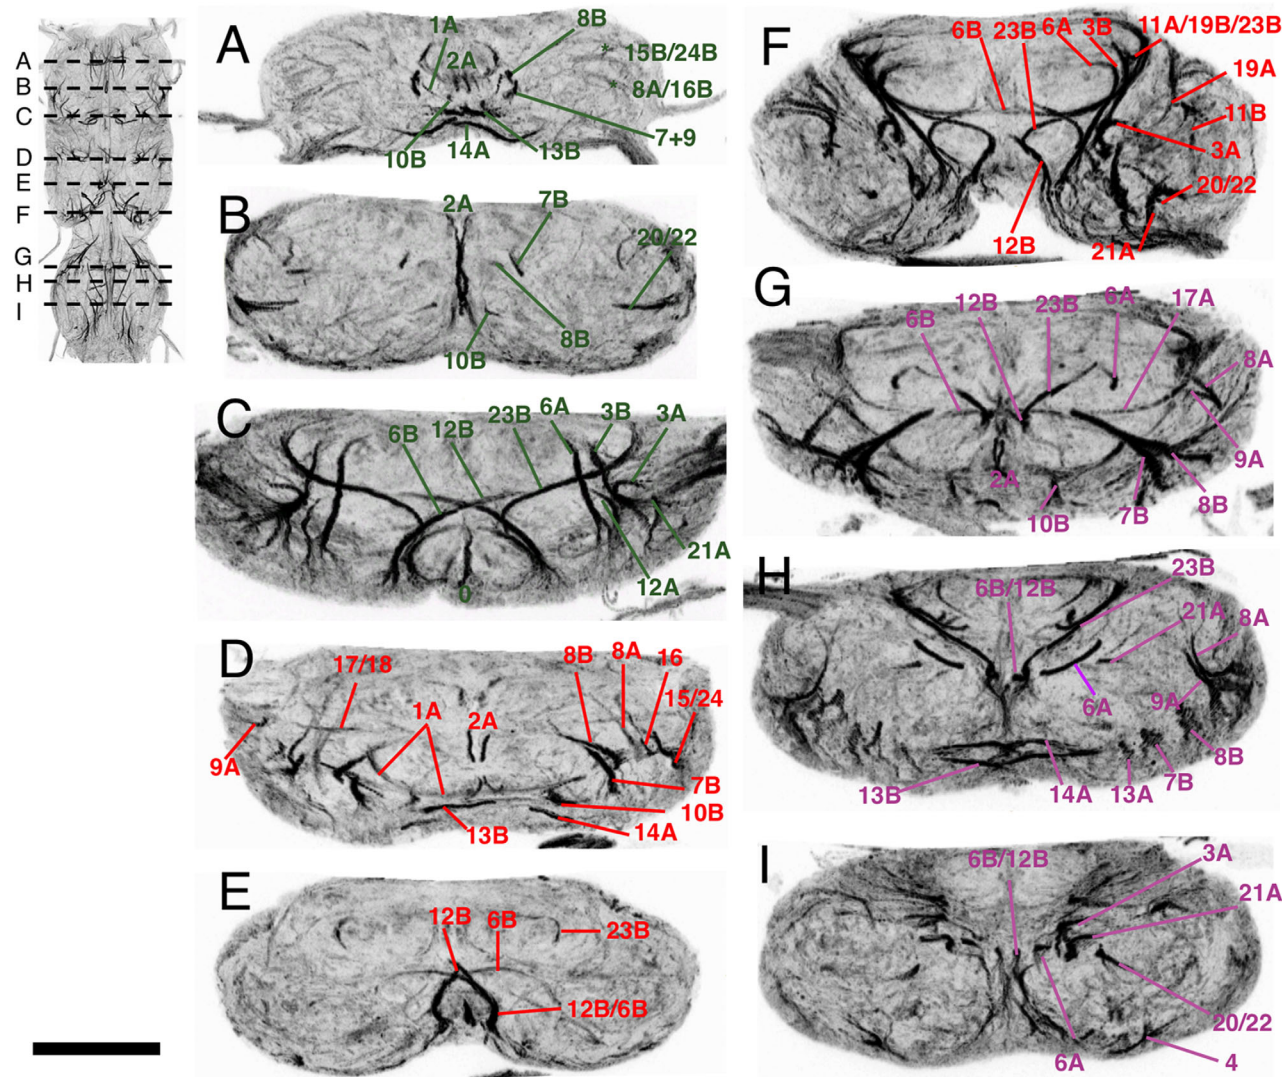 A
B
C
D
E
F
G
H
I
A
1A
8B
2A
15B/24B
8A/16B
7+9
10B
14A
13B
B
2A
7B
20/22
8B
10B
C
6B
12B
23B
6A
3B
3A
21A
12A
0
D
17/18
1A
2A
8B
8A
16
15/24
9A
7B
10B
13B
14A
E
12B
6B
23B
12B/6B
F
6B
23B
6A
3B
11A/19B/23B
19A
11B
3A
20/22
12B
21A
G
6B
12B
23B
6A
17A
8A
9A
2A
10B
7B
8B
H
6B/12B
23B
21A
8A
6A
9A
8B
13B
14A
13A
7B
I
6B/12B
3A
21A
20/22
6A
4